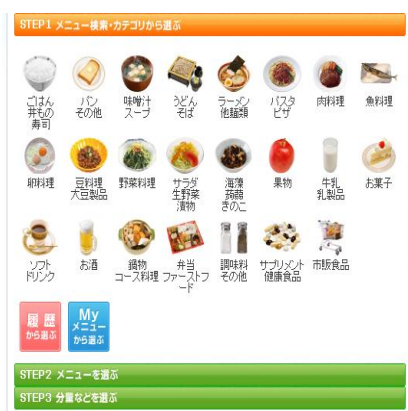 STEP1 メニュー検索・カテゴリから選ぶ
ごはん
丼もの
寿司
パン
その他
味噌汁
スープ
うどん
そば
ラーメン
他麺類
パスタ
ピザ
肉料理
魚料理
卵料理
豆料理
大豆製品
野菜料理
サラダ
生野菜
漬物
海藻
蒟蒻
きのこ
果物
牛乳
乳製品
お菓子
ソフト
ドリンク
お酒
鍋物
コース料理
弁当
ファーストフ
ード
調味料
その他
サプリメント
健康食品
市販食品
履歴
から選ぶ
My
メニュー
から選ぶ
STEP2 メニューを選ぶ
STEP3 分量などを選ぶ